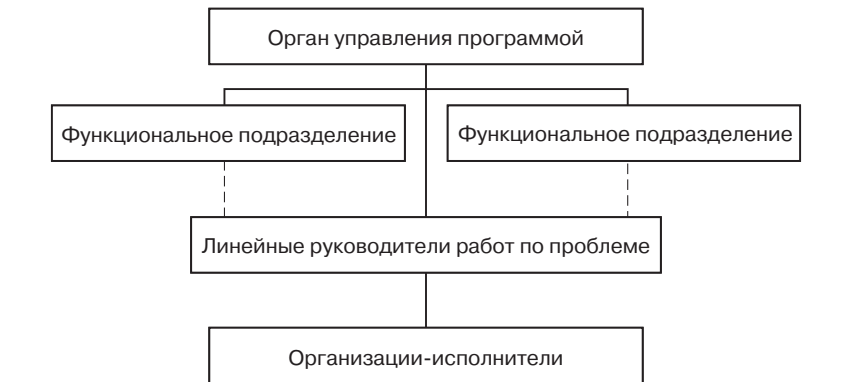 Орган управления программой
Функциональное подразделение
Функциональное подразделение
Линейные руководители работ по проблеме
Организации-исполнители